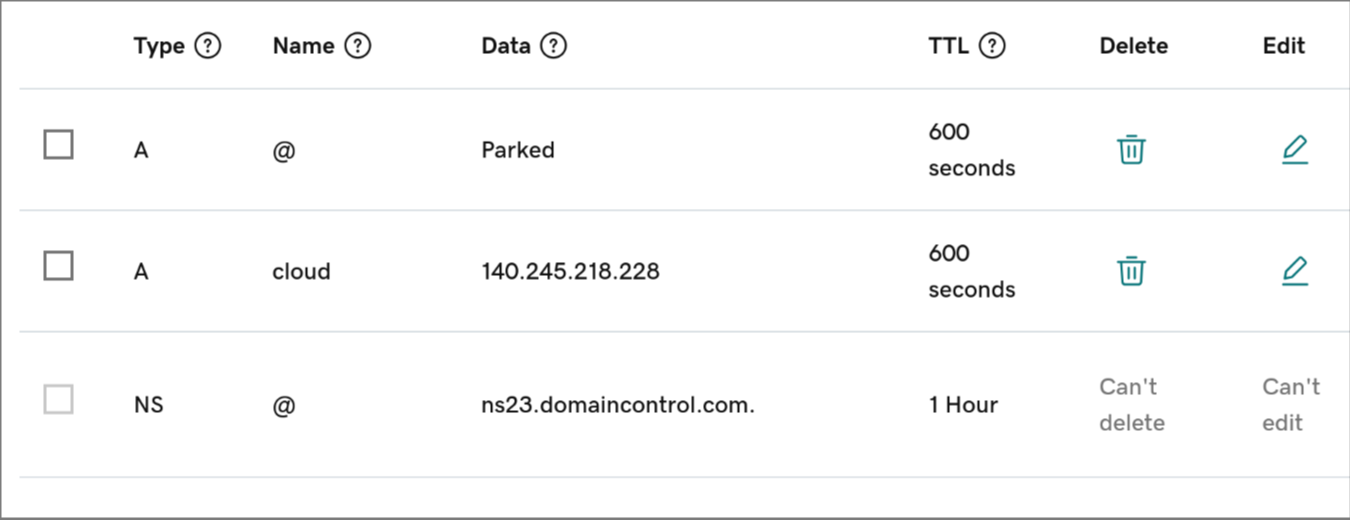 Type ? Name ? Data ? TTL ? Delete Edit
A @ Parked 600 seconds
A cloud 140.245.218.228 600 seconds
NS @ ns23.domaincontrol.com. 1 Hour Can't delete Can't edit